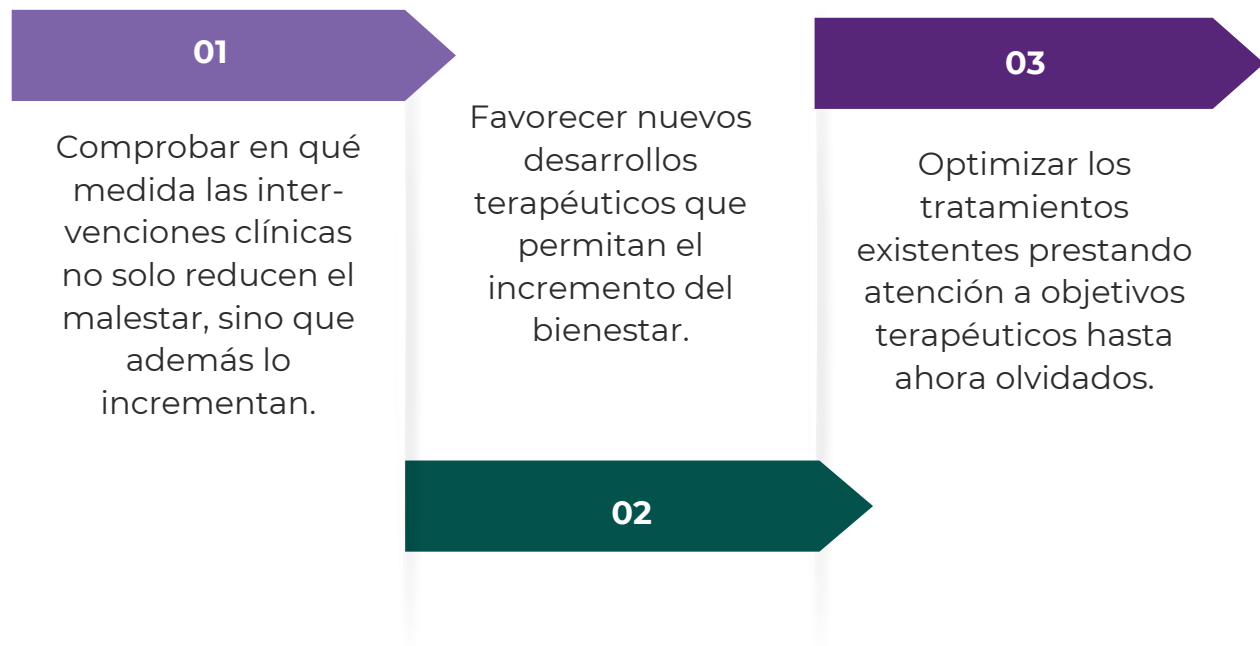 01
Comprobar en qué
medida las inter-
venciones clínicas
no solo reducen el
malestar, sino que
además lo
incrementan.
Favorecer nuevos
desarrollos
terapéuticos que
permitan el
incremento del
bienestar.
02
03
Optimizar los
tratamientos
existentes prestando
atención a objetivos
terapéuticos hasta
ahora olvidados.